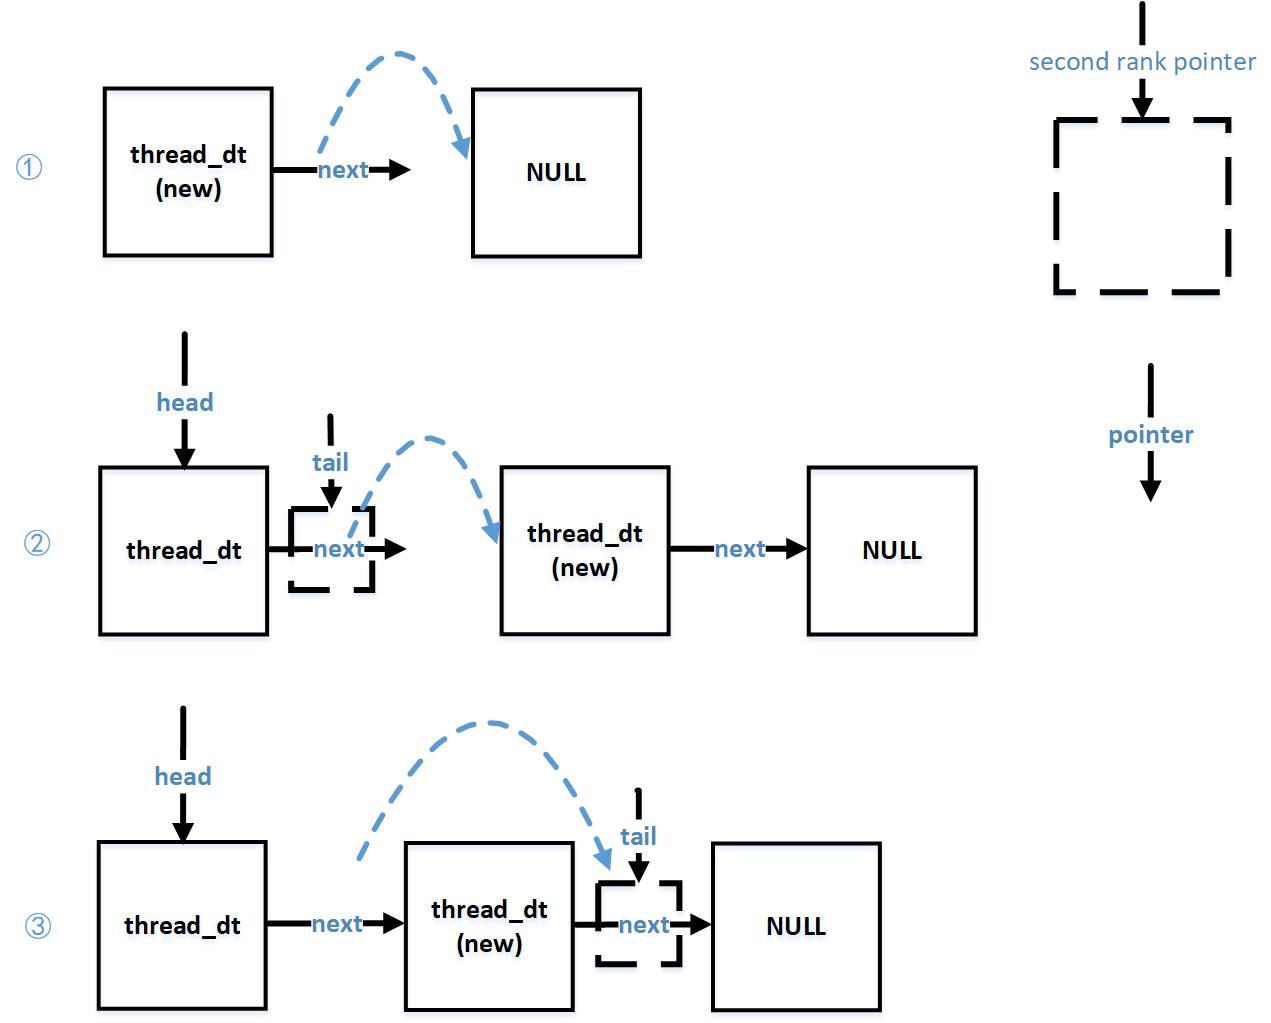 second rank pointer
①
thread_dt
(new)
next
NULL
head
pointer
tail
②
thread_dt
next
thread_dt
(new)
next
NULL
head
tail
③
thread_dt
next
thread_dt
(new)
next
NULL